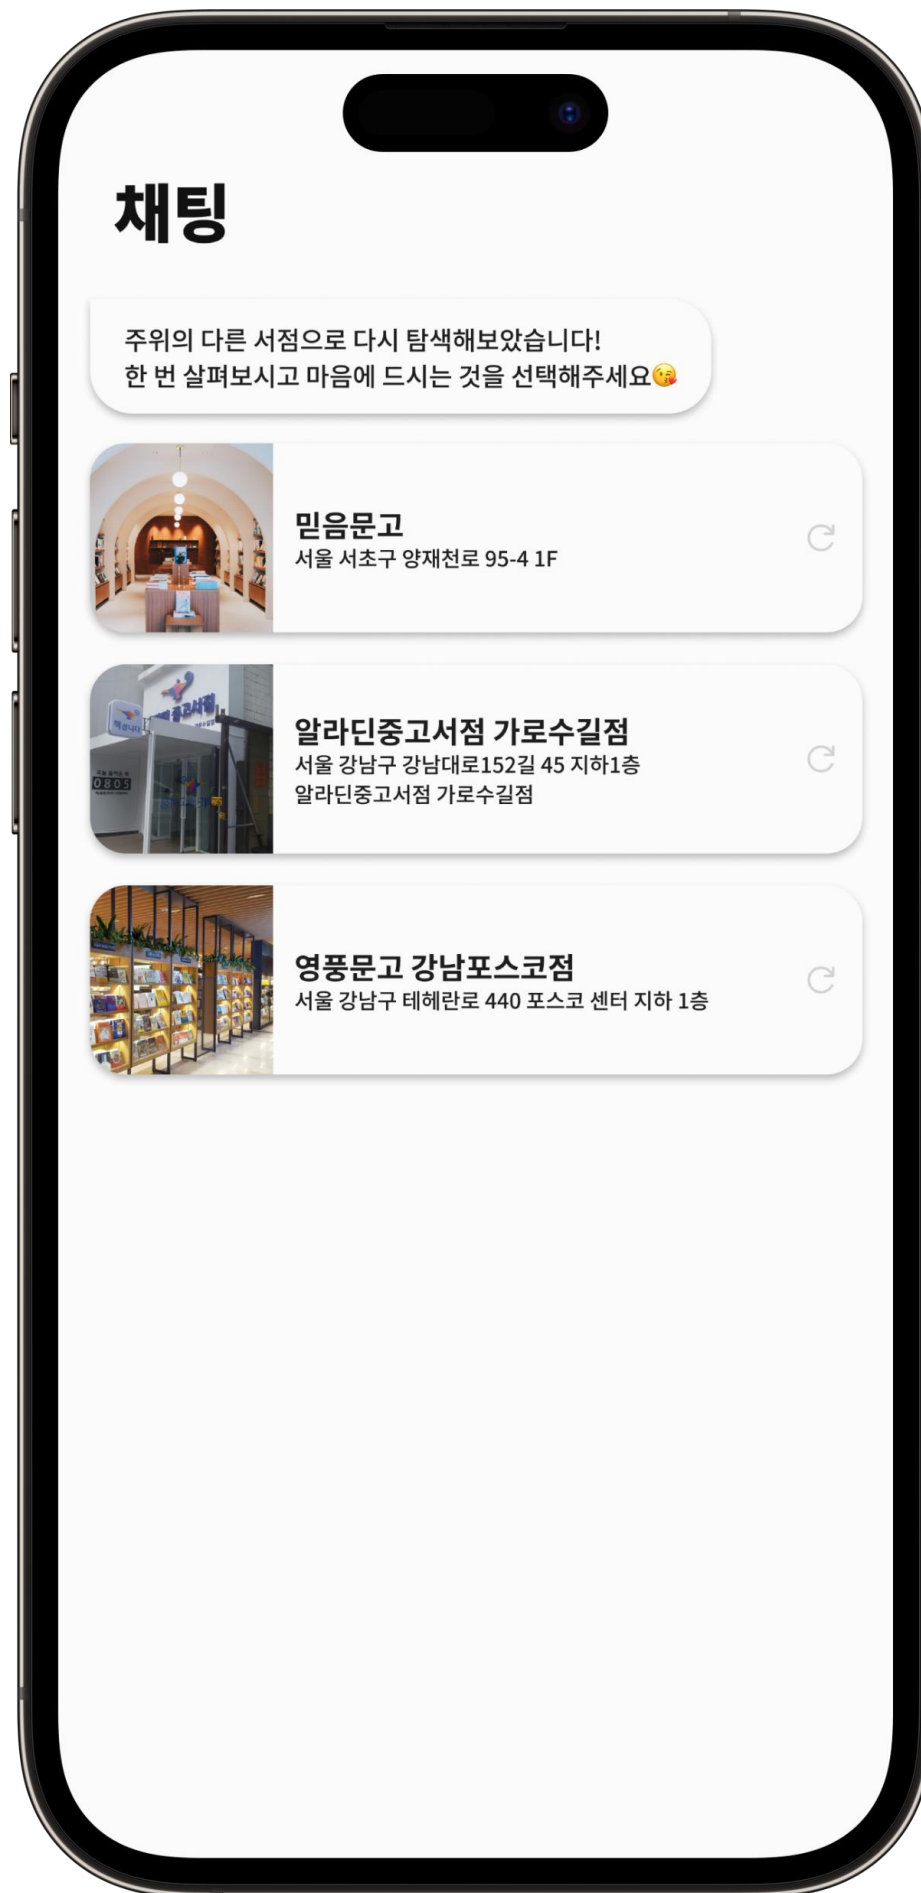 채팅
주위의 다른 서점으로 다시 탐색해보았습니다!
한 번 살펴보시고 마음에 드시는 것을 선택해주세요😘
믿음문고
서울 서초구 양재천로 95-4 1F
중고서점
0805
알라딘중고서점 가로수길점
서울 강남구 강남대로152길 45 지하1층
알라딘중고서점 가로수길점
영풍문고 강남포스코점
서울 강남구 테헤란로 440 포스코 센터 지하 1층